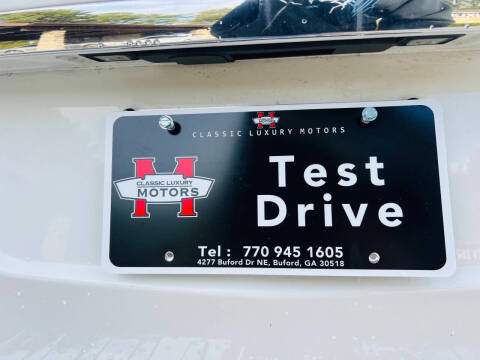 CLASSIC LUXURY MOTORS
CLASSIC LUXURY
MOTORS
H
Test
Drive
Tel : 770 945 1605
4277 Buford Dr NE, Buford, GA 30518